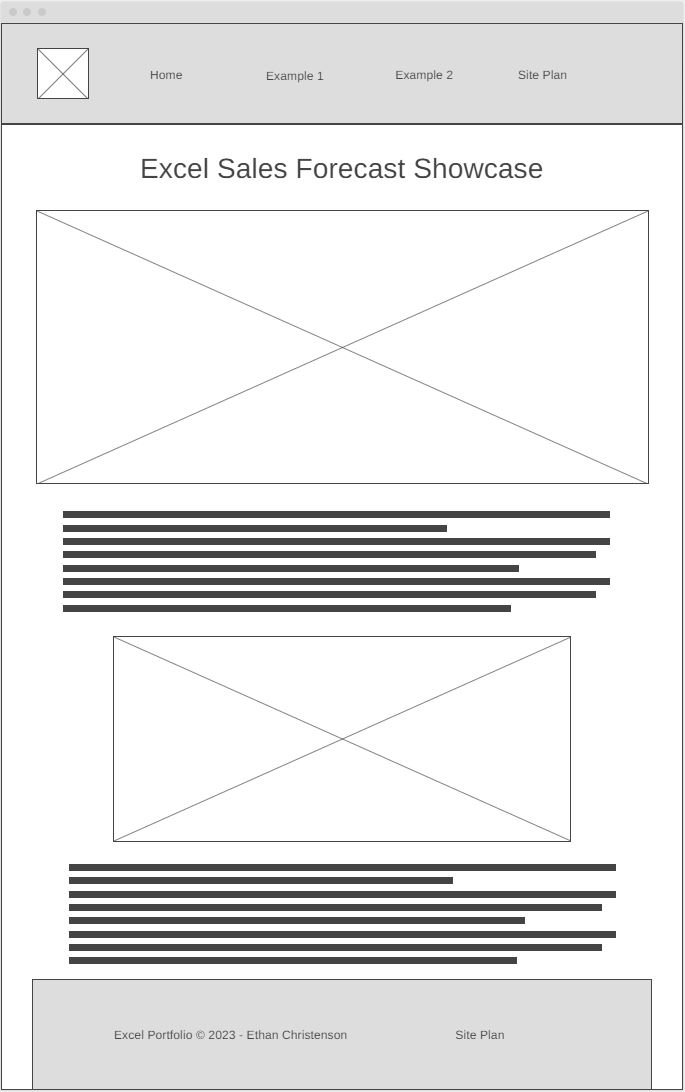 Home Example 1 Example 2 Site Plan
Excel Sales Forecast Showcase
Excel Portfolio © 2023 - Ethan Christenson Site Plan